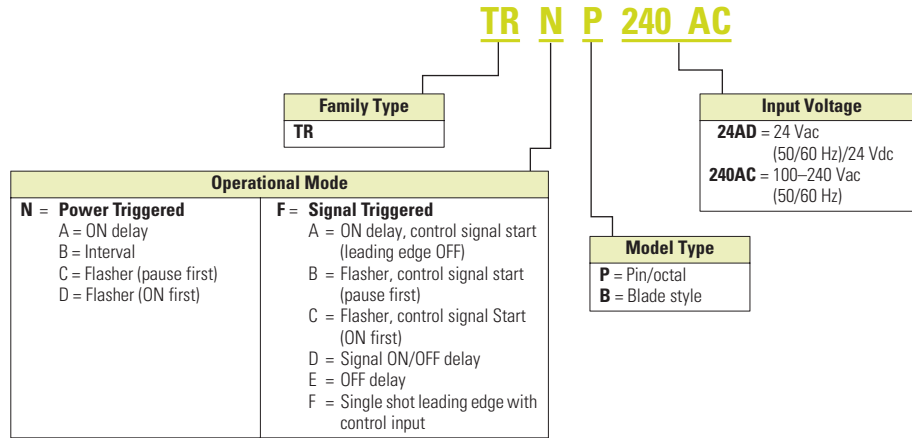 TR N P 240 AC
Family Type
TR
Input Voltage
24AD = 24 Vac
(50/60 Hz)/24 Vdc
240AC = 100–240 Vac
(50/60 Hz)
Operational Mode
N = Power Triggered
A = ON delay
B = Interval
C = Flasher (pause first)
D = Flasher (ON first)
F = Signal Triggered
A = ON delay, control signal start
(leading edge OFF)
B = Flasher, control signal start
(pause first)
C = Flasher, control signal Start
(ON first)
D = Signal ON/OFF delay
E = OFF delay
F = Single shot leading edge with
control input
Model Type
P = Pin/octal
B = Blade style